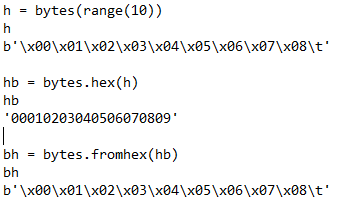 h = bytes(range(10))
h
b'\x00\x01\x02\x03\x04\x05\x06\x07\x08\t'
hb = bytes.hex(h)
hb
'00010203040506070809'
bh = bytes.fromhex(hb)
bh
b'\x00\x01\x02\x03\x04\x05\x06\x07\x08\t'